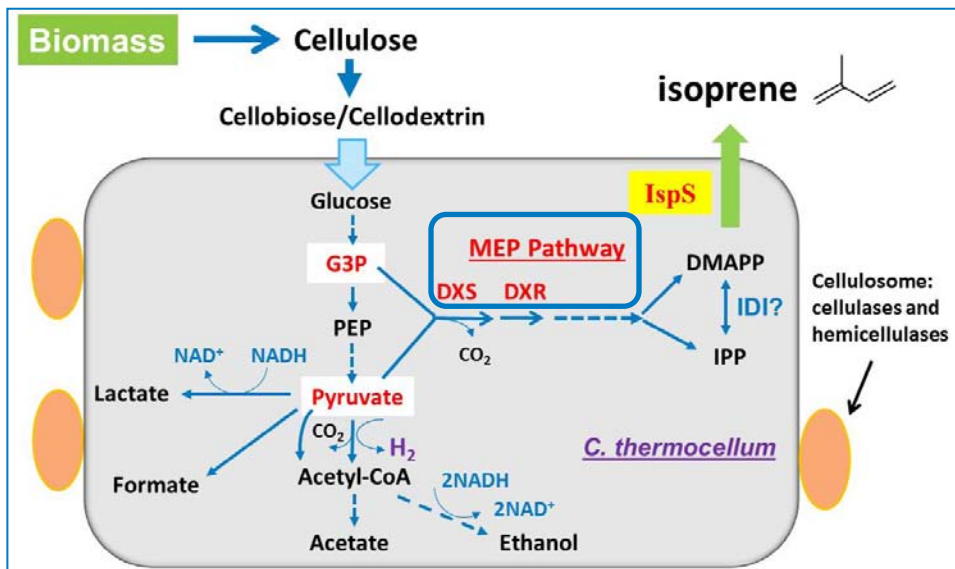 Biomass
Cellulose
isoprene
Cellobiose/Cellodextrin
Glucose
IspS
MEP Pathway
G3P
DXS DXR
DMAPP
IDI?
IPP
CO₂
PEP
Cellulosome:
cellulases and
hemicellulases
NAD⁺ NADH
Lactate
Pyruvate
CO₂
H₂
C. thermocellum
Formate
Acetyl-CoA
2NADH
2NAD⁺
Acetate
Ethanol